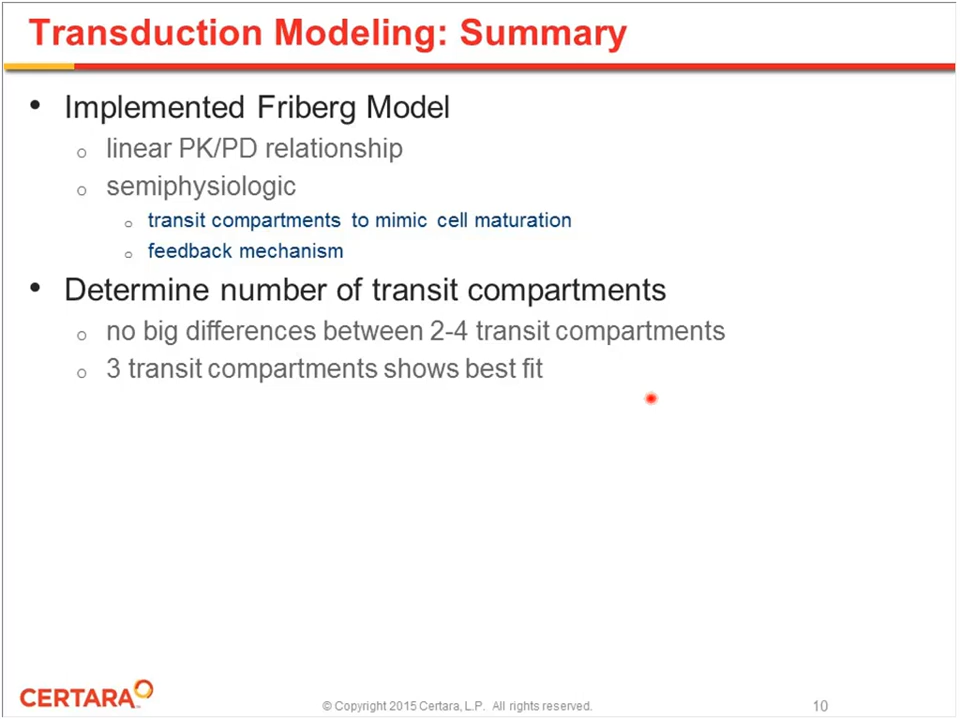 Transduction Modeling: Summary
• Implemented Friberg Model
o linear PK/PD relationship
o semiphysiologic
o transit compartments to mimic cell maturation
o feedback mechanism
• Determine number of transit compartments
o no big differences between 2-4 transit compartments
o 3 transit compartments shows best fit
CERTARA
© Copyright 2015 Certara, L.P. All rights reserved.
10